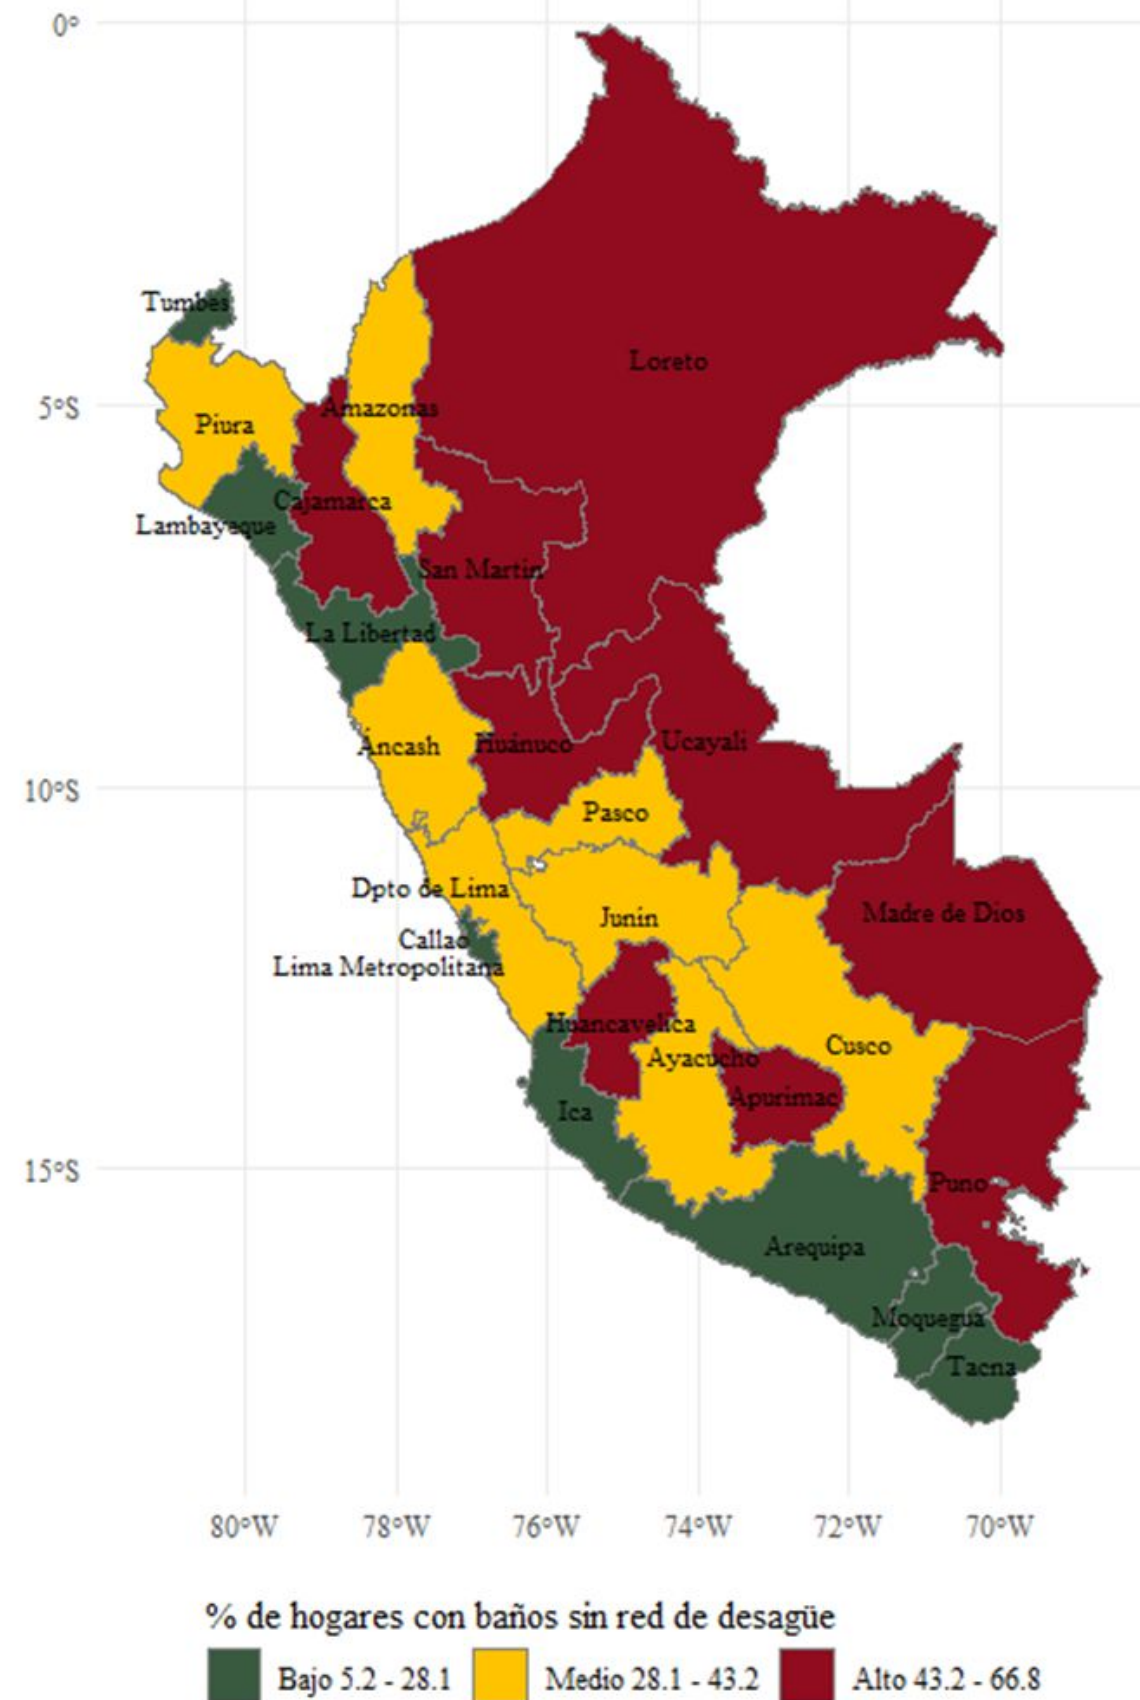 0°
Tumbes
Loreto
5°S
Amazonas
Piura
Cajamarca
Lambayeque
San Martin
La Libertad
Áncash
Huánuco
Ucayali
10°S
Pasco
Dpto de Lima
Junin
Madre de Dios
Callao
Lima Metropolitana
Huancavelica
Cusco
Ayacucho
Apurimac
Ica
15°S
Puno
Arequipa
Moquegua
Tacna
80°W 78°W 76°W 74°W 72°W 70°W
% de hogares con baños sin red de desagüe
Bajo 5.2 - 28.1 Medio 28.1 - 43.2 Alto 43.2 - 66.8